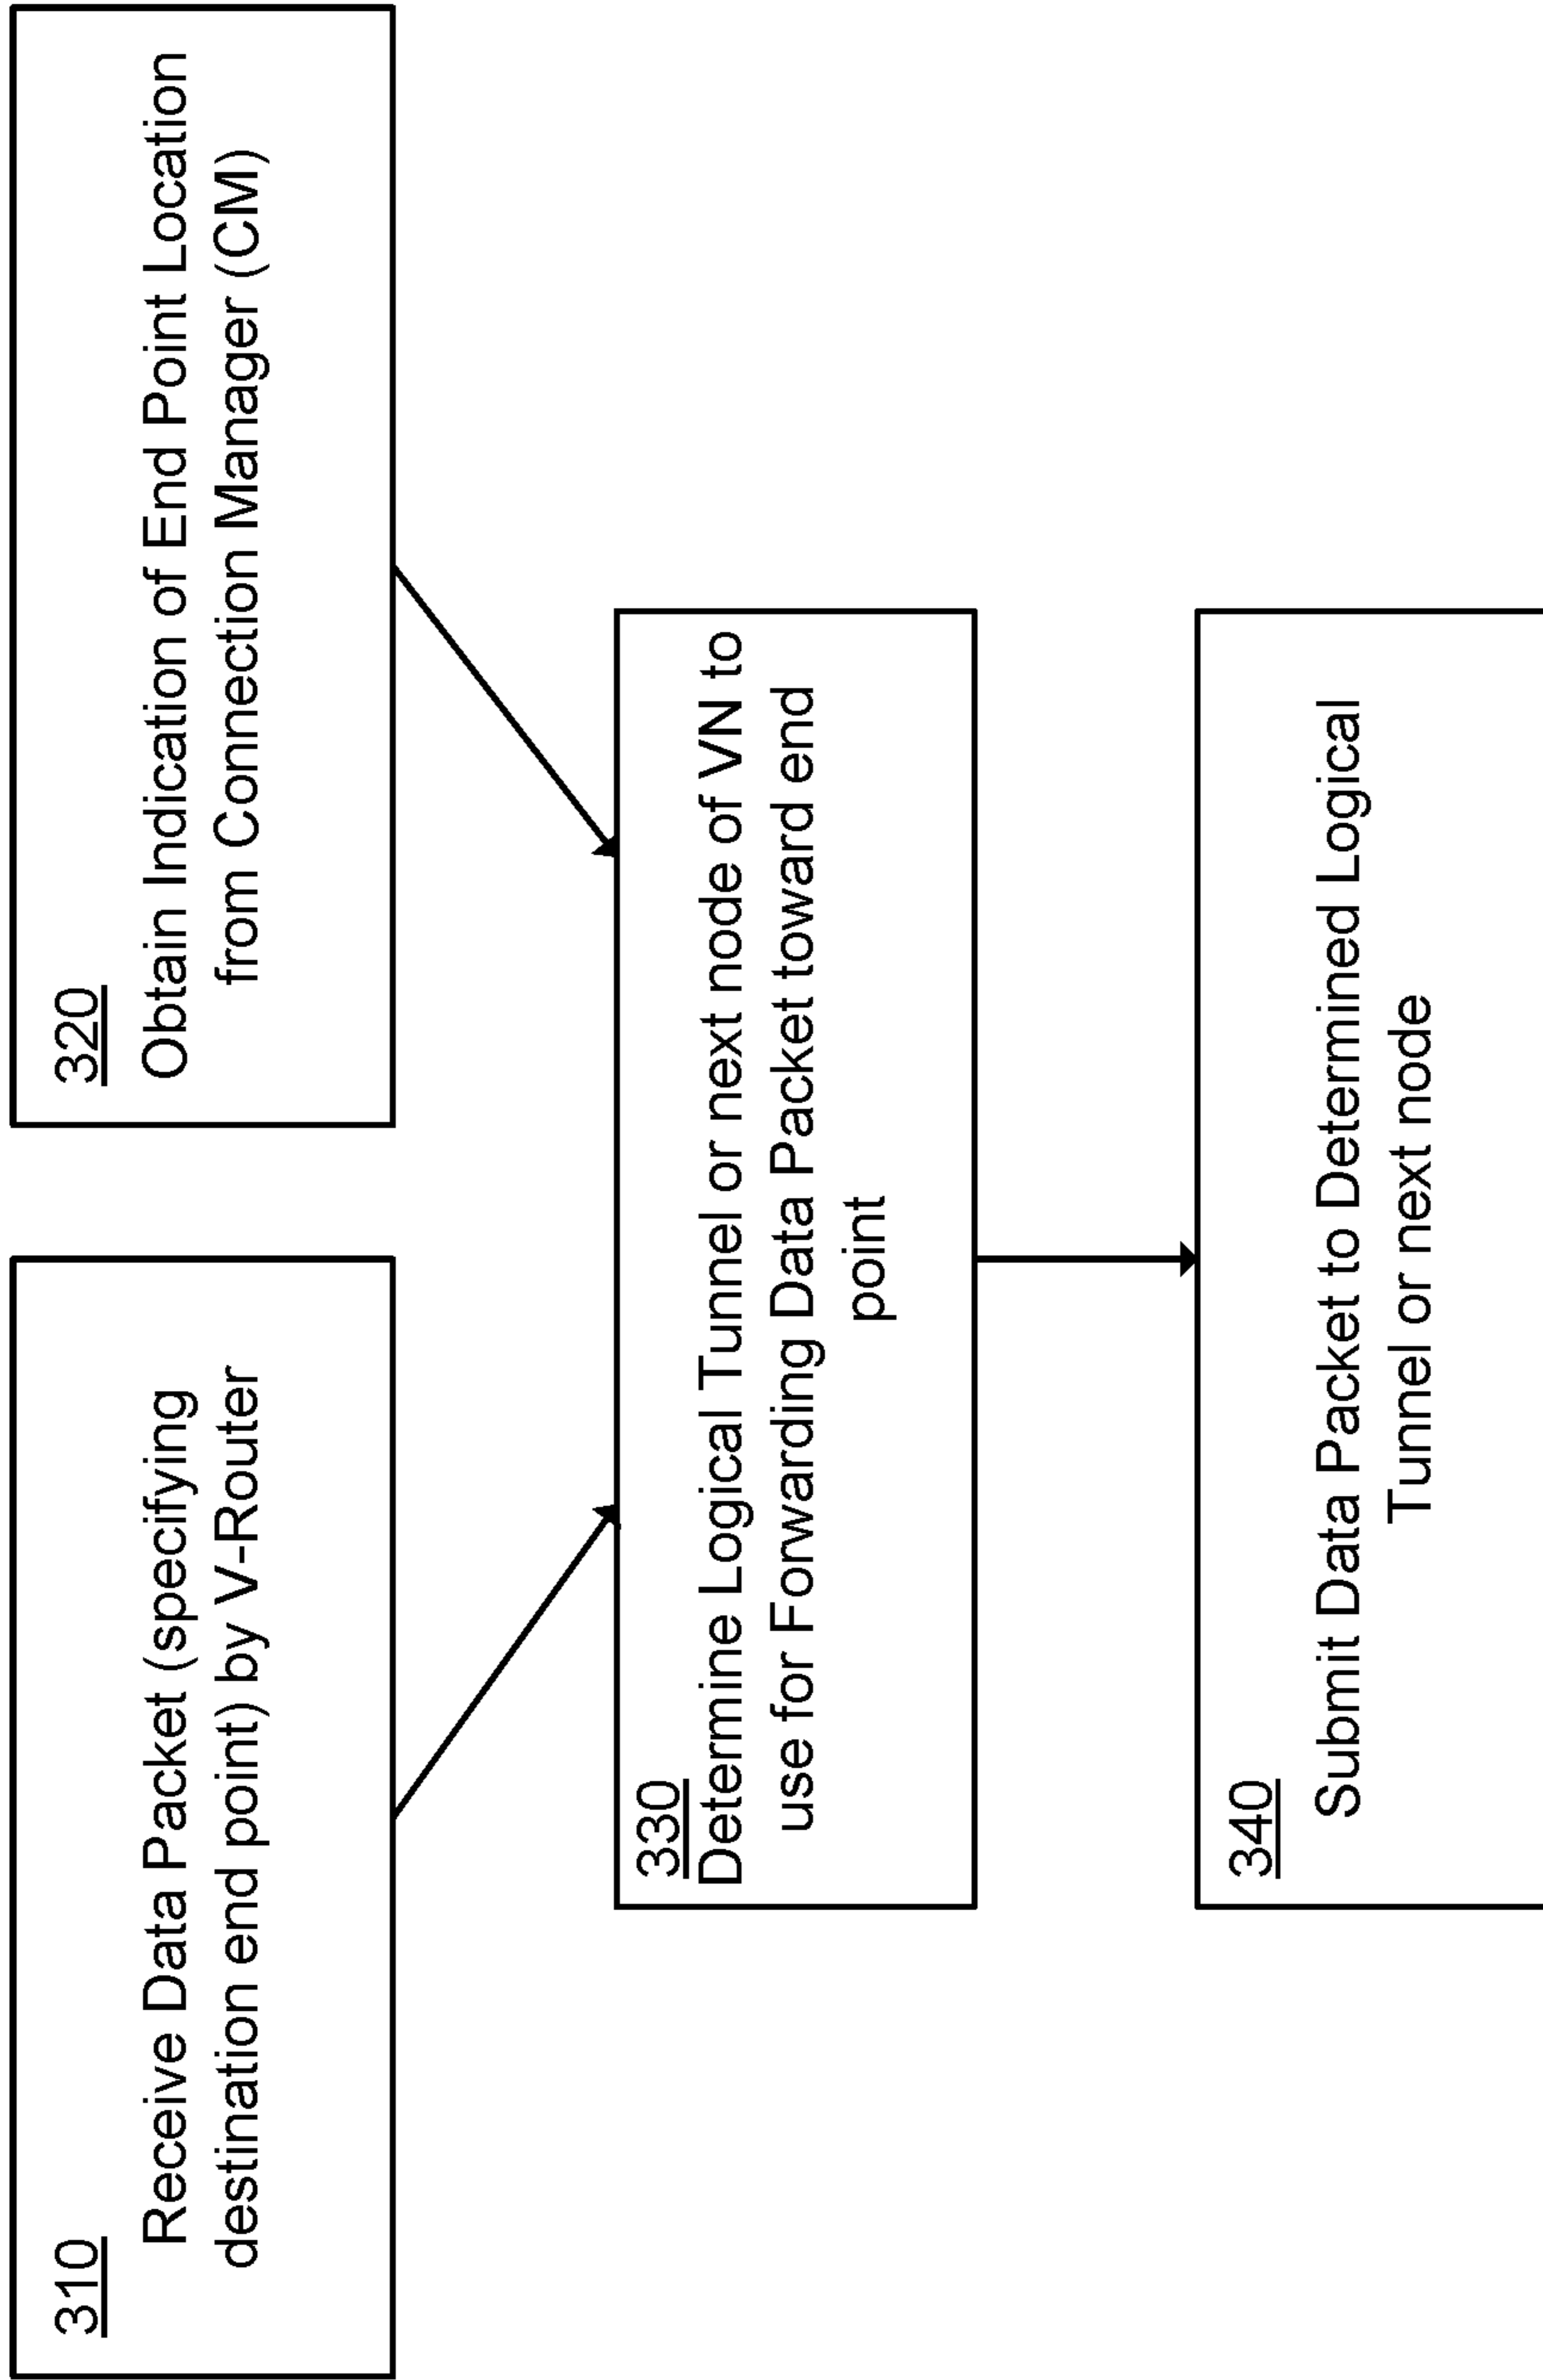 310
Receive Data Packet (specifying
destination end point) by V-Router
320
Obtain Indication of End Point Location
from Connection Manager (CM)
330
Determine Logical Tunnel or next node of VN to
use for Forwarding Data Packet toward end
point
340
Submit Data Packet to Determined Logical
Tunnel or next node